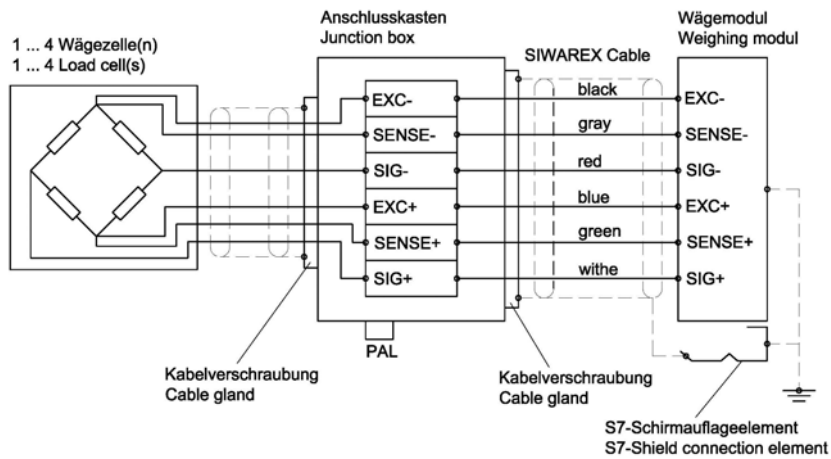 1 ... 4 Wägezelle(n)
1 ... 4 Load cell(s)
Anschlusskasten
Junction box
SIWAREX Cable
Wägemodul
Weighing modul
EXC-
black
EXC-
SENSE-
gray
SENSE-
SIG-
red
SIG-
EXC+
blue
EXC+
SENSE+
green
SENSE+
SIG+
withe
SIG+
PAL
Kabelverschraubung
Cable gland
Kabelverschraubung
Cable gland
S7-Schirmauflageelement
S7-Shield connection element